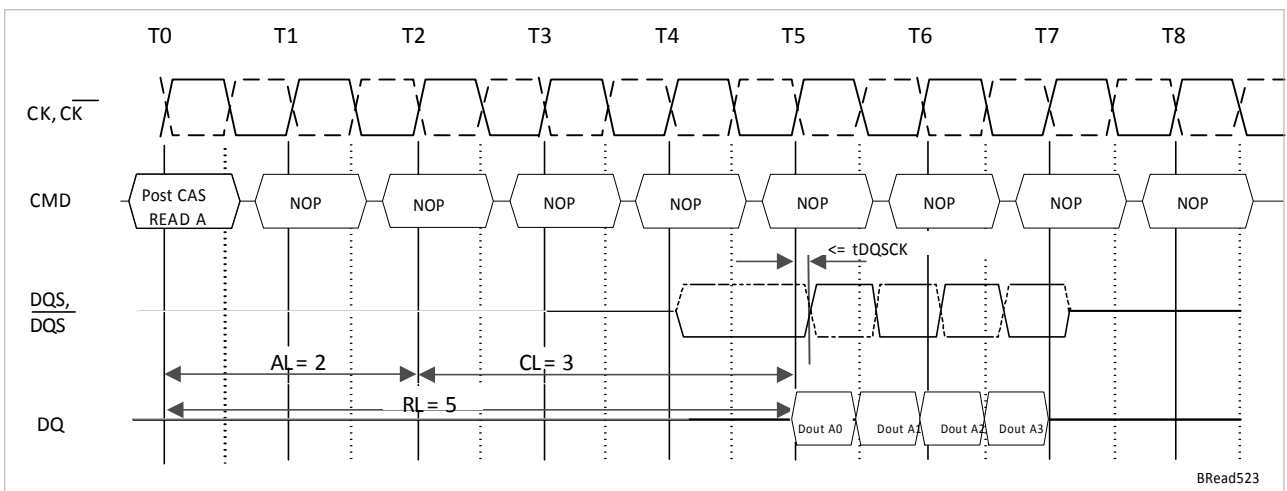 T0 T1 T2 T3 T4 T5 T6 T7 T8
CK, CK
CMD
Post CAS
READ A
NOP NOP NOP NOP NOP NOP NOP NOP
<= tDQSCK
DQS,
DQS
AL = 2 CL = 3
RL = 5
DQ
Dout A0 Dout A1 Dout A2 Dout A3
BRead523